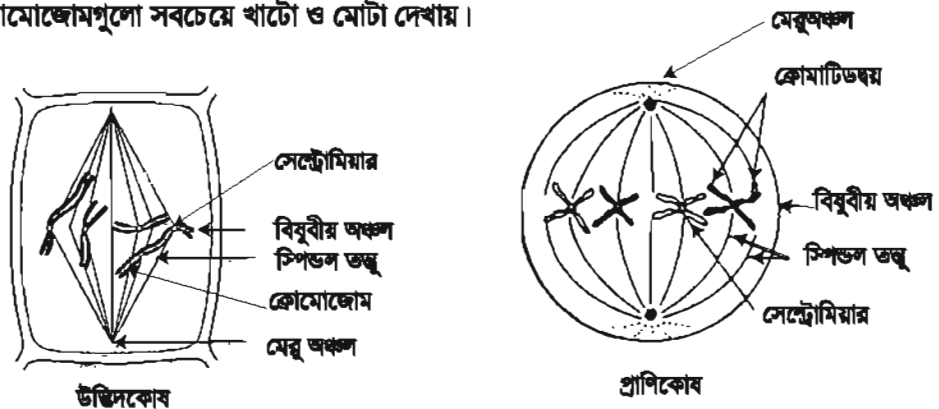 ামোজোমগুলো সবচেয়ে খাটো ও মোটা দেখায়।
মেরুঅঞ্চল
ক্রোমাটিডদ্বয়
সেন্ট্রোমিয়ার
বিষুবীয় অঞ্চল
স্পিন্ডল তন্তু
ক্রোমোজোম
মেরু অঞ্চল
উদ্ভিদকোষ
বিষুবীয় অঞ্চল
স্পিন্ডল তন্তু
সেন্ট্রোমিয়ার
প্রাণিকোষ